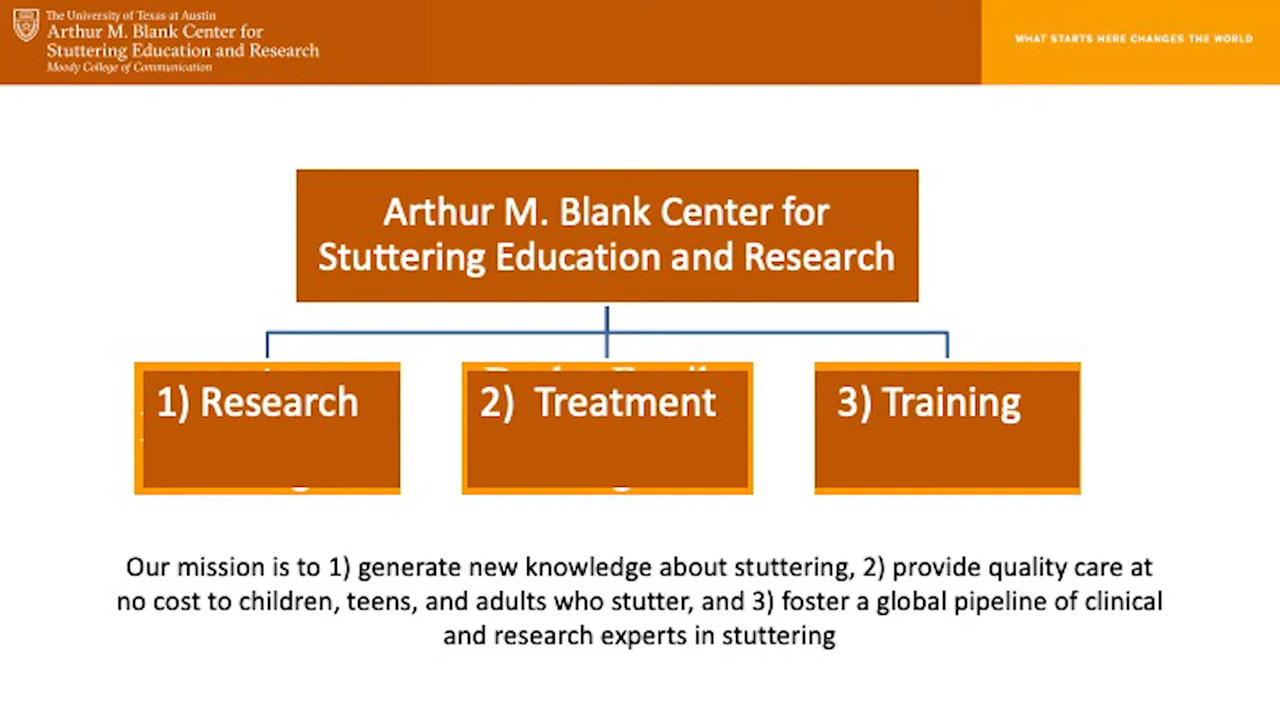 The University of Texas at Austin
Arthur M. Blank Center for
Stuttering Education and Research
Moody College of Communication
WHAT STARTS HERE CHANGES THE WORLD
Arthur M. Blank Center for
Stuttering Education and Research
1) Research
2) Treatment
3) Training
Our mission is to 1) generate new knowledge about stuttering, 2) provide quality care at
no cost to children, teens, and adults who stutter, and 3) foster a global pipeline of clinical
and research experts in stuttering